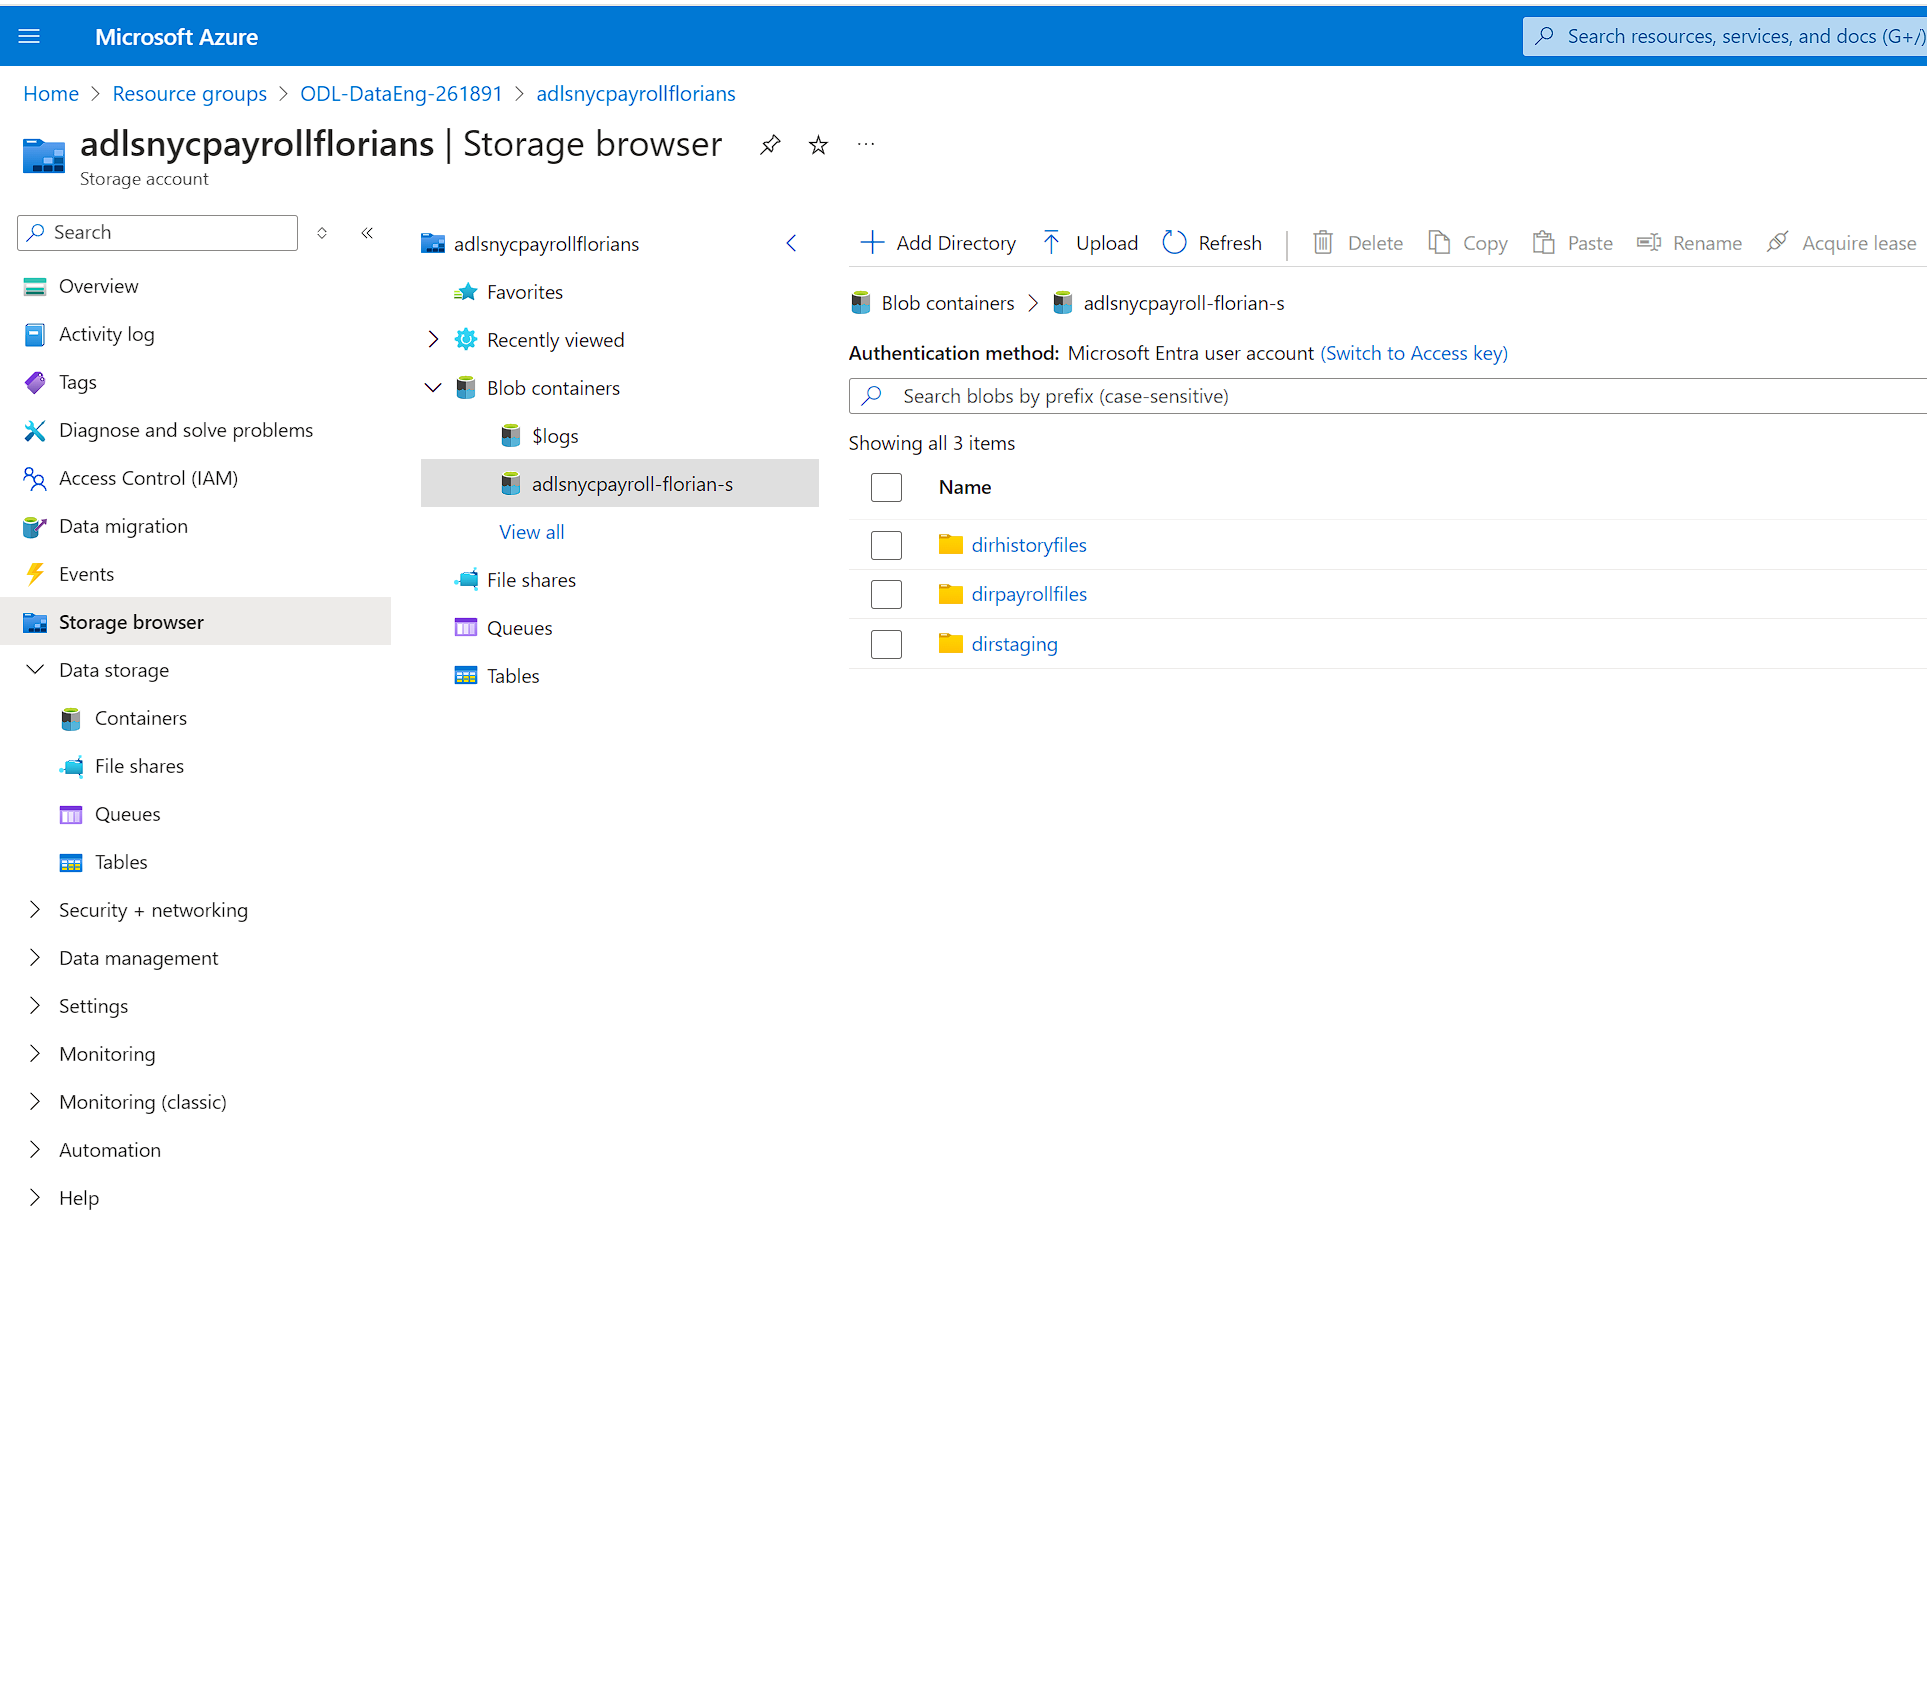 Microsoft Azure
Search resources, services, and docs (G+/)
Home > Resource groups > ODL-DataEng-261891 > adlsnycpayrollflorians
adlsnycpayrollflorians | Storage browser
Storage account
Search
Overview
Activity log
Tags
Diagnose and solve problems
Access Control (IAM)
Data migration
Events
Storage browser
Data storage
Containers
File shares
Queues
Tables
Security + networking
Data management
Settings
Monitoring
Monitoring (classic)
Automation
Help
adlsnycpayrollflorians
Favorites
Recently viewed
Blob containers
$logs
adlsnycpayroll-florian-s
View all
File shares
Queues
Tables
Add Directory Upload Refresh Delete Copy Paste Rename Acquire lease
Blob containers > adlsnycpayroll-florian-s
Authentication method: Microsoft Entra user account (Switch to Access key)
Search blobs by prefix (case-sensitive)
Showing all 3 items
Name
dirhistoryfiles
dirpayrollfiles
dirstaging